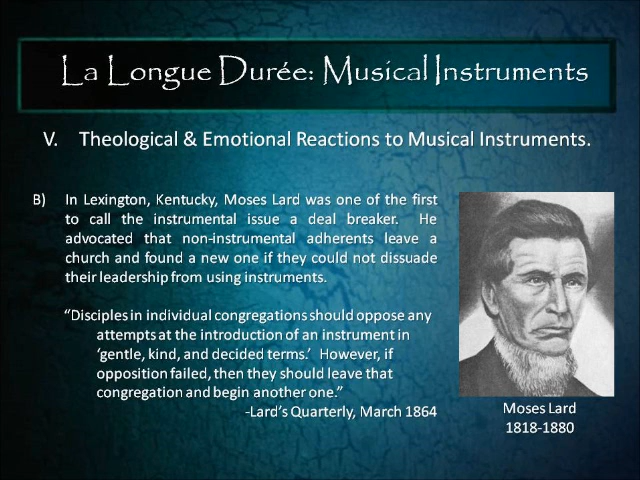 La Longue Durée: Musical Instruments
V. Theological & Emotional Reactions to Musical Instruments.
B) In Lexington, Kentucky, Moses Lard was one of the first
to call the instrumental issue a deal breaker. He
advocated that non-instrumental adherents leave a
church and found a new one if they could not dissuade
their leadership from using instruments.
“Disciples in individual congregations should oppose any
attempts at the introduction of an instrument in
‘gentle, kind, and decided terms.’ However, if
opposition failed, then they should leave that
congregation and begin another one.”
-Lard’s Quarterly, March 1864
Moses Lard
1818-1880